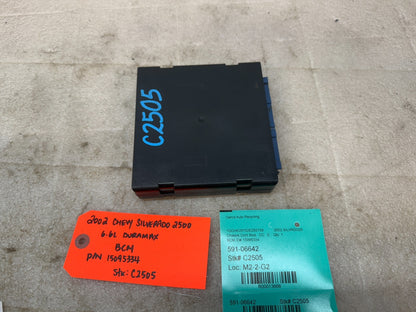 C2505
2002 CHEVY SILVERADO 2500
6.6L DURAMAX
BCM
P/N 15093334
Stk: C2505
591-06642
Stk# C2505
Loc: M2-2-G2
591-06642 Stk# C2505